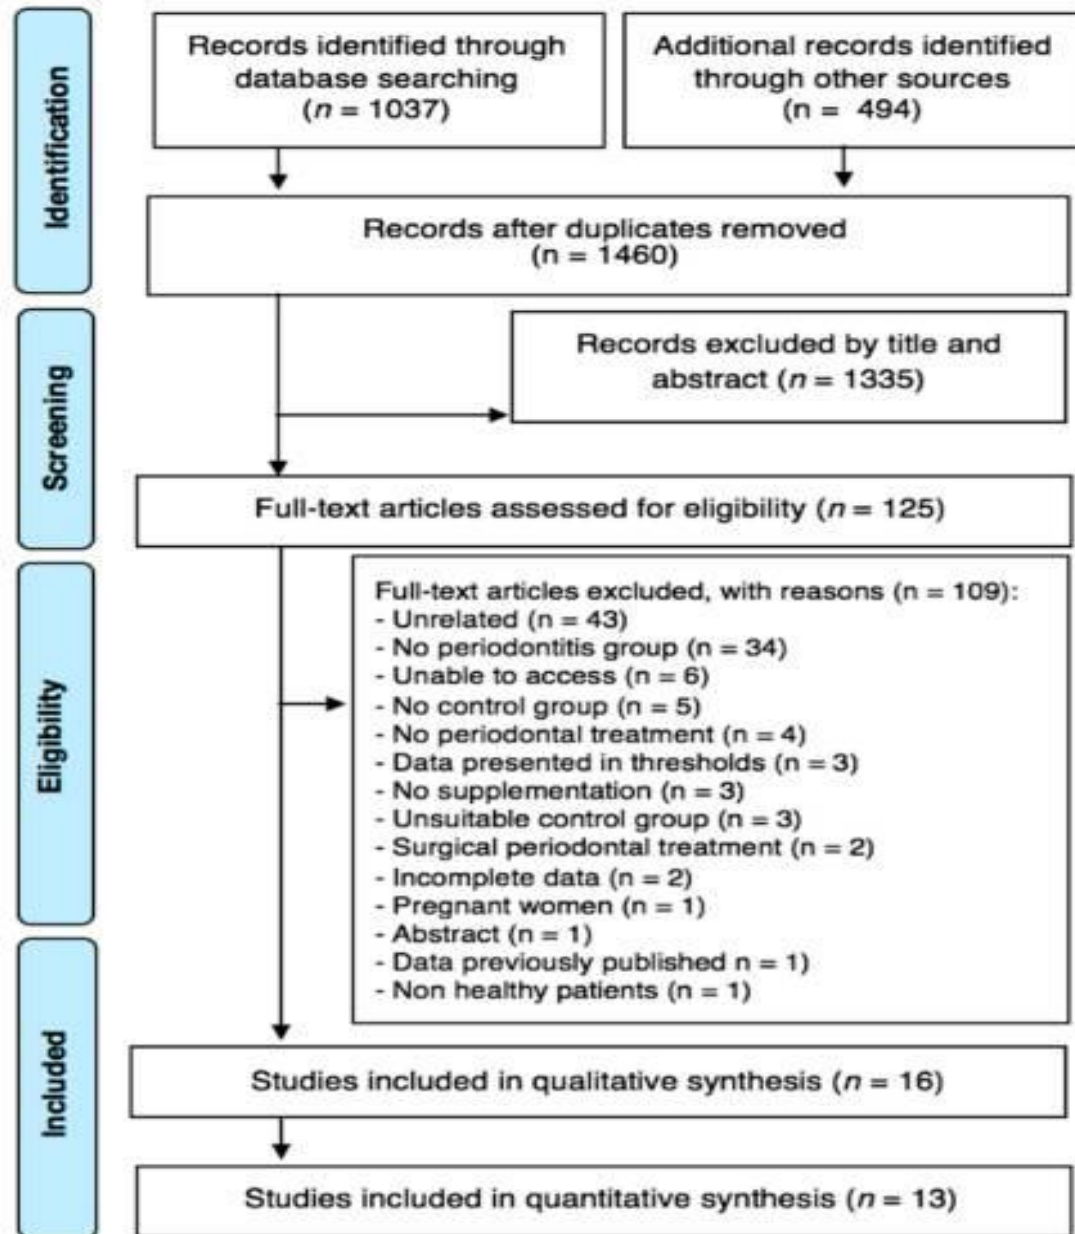 Identification
Records identified through
database searching
(n = 1037)
Additional records identified
through other sources
(n = 494)
Records after duplicates removed
(n = 1460)
Screening
Records excluded by title and
abstract (n = 1335)
Full-text articles assessed for eligibility (n = 125)
Eligibility
Full-text articles excluded, with reasons (n = 109):
- Unrelated (n = 43)
- No periodontitis group (n = 34)
- Unable to access (n = 6)
- No control group (n = 5)
- No periodontal treatment (n = 4)
- Data presented in thresholds (n = 3)
- No supplementation (n = 3)
- Unsuitable control group (n = 3)
- Surgical periodontal treatment (n = 2)
- Incomplete data (n = 2)
- Pregnant women (n = 1)
- Abstract (n = 1)
- Data previously published n = 1)
- Non healthy patients (n = 1)
Included
Studies included in qualitative synthesis (n = 16)
Studies included in quantitative synthesis (n = 13)